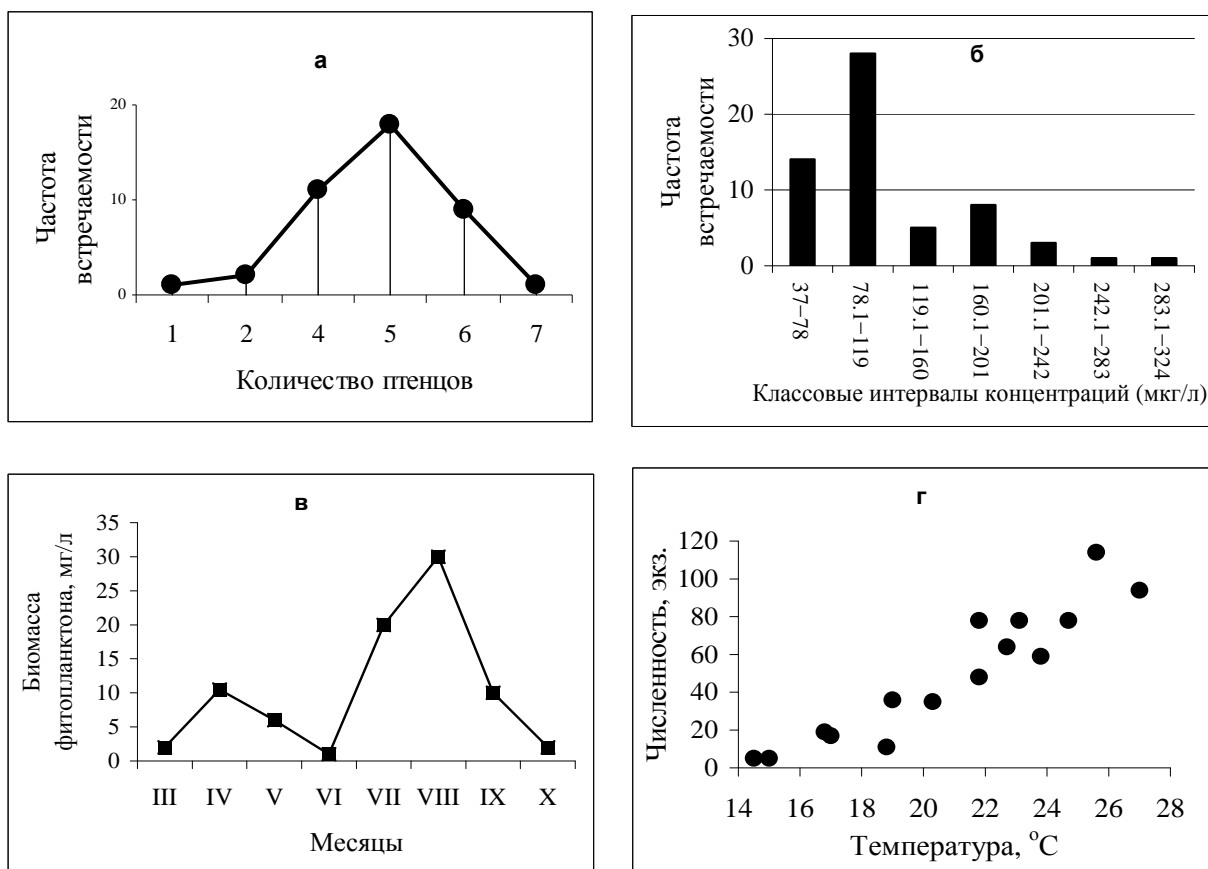 а
Частота
встречаемости
20
10
0
1 2 4 5 6 7
Количество птенцов
б
Частота
встречаемости
30
20
10
0
37–78
78.1–119
119.1–160
160.1–201
201.1–242
242.1–283
283.1–324
Классовые интервалы концентраций (мкг/л)
в
Биомасса
фитопланктона, мг/л
35
30
25
20
15
10
5
0
III IV V VI VII VIII IX X
Месяцы
г
Численность, экз.
120
100
80
60
40
20
0
14 16 18 20 22 24 26 28
Температура, °С